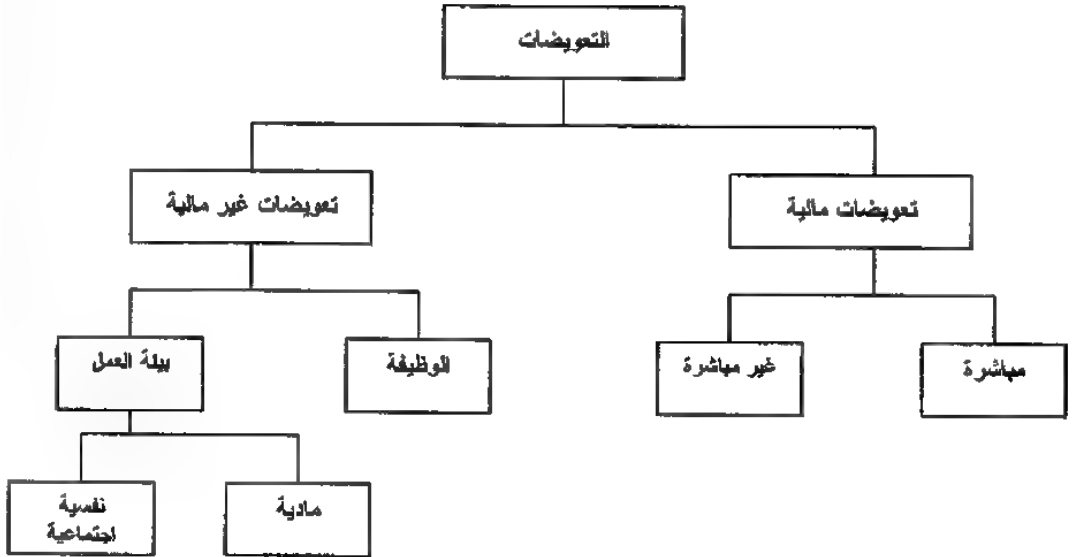 التعويضات
تعويضات مالية
تعويضات غير مالية
مباشرة
غير مباشرة
الوظيفة
بيئة العمل
مادية
نفسية
اجتماعية